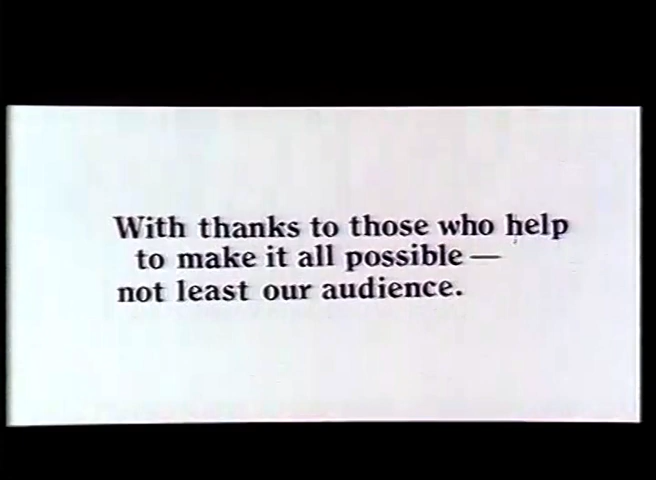 With thanks to those who help
to make it all possible —
not least our audience.